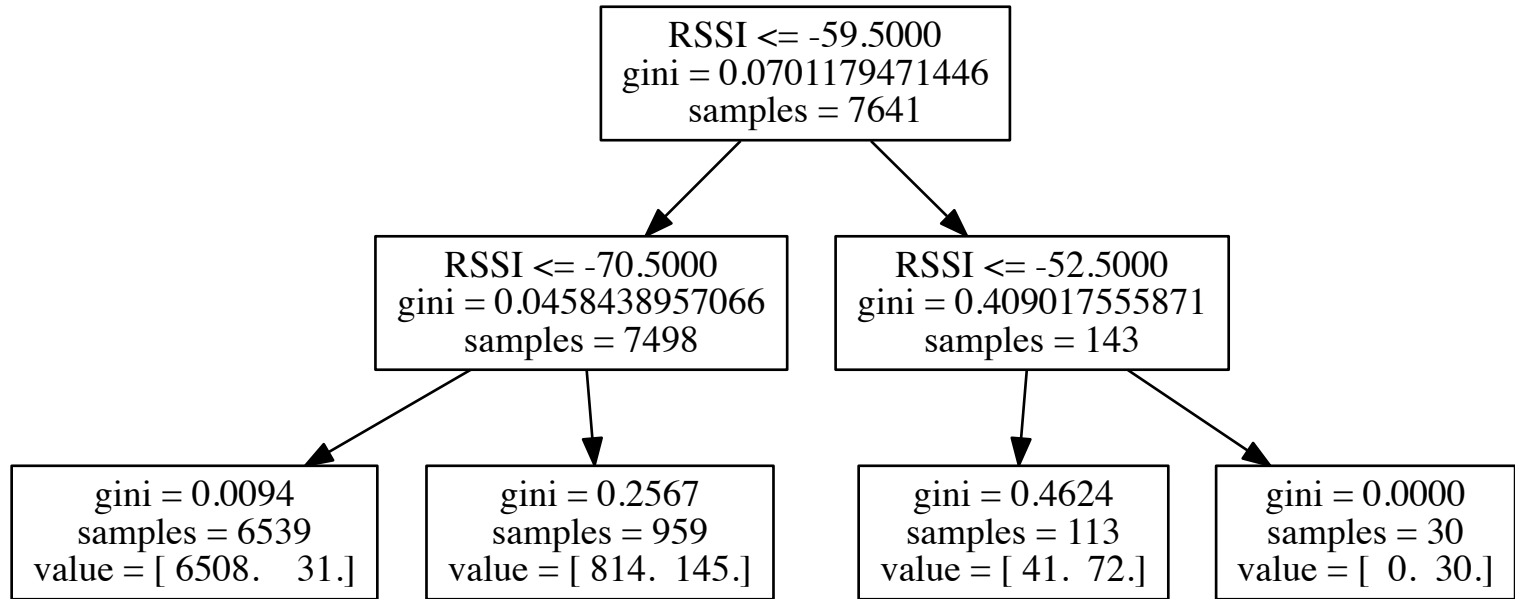 RSSI <= -59.5000
gini = 0.0701179471446
samples = 7641
RSSI <= -70.5000
gini = 0.0458438957066
samples = 7498
RSSI <= -52.5000
gini = 0.409017555871
samples = 143
gini = 0.0094
samples = 6539
value = [ 6508.    31.]
gini = 0.2567
samples = 959
value = [ 814.  145.]
gini = 0.4624
samples = 113
value = [ 41.  72.]
gini = 0.0000
samples = 30
value = [  0.  30.]